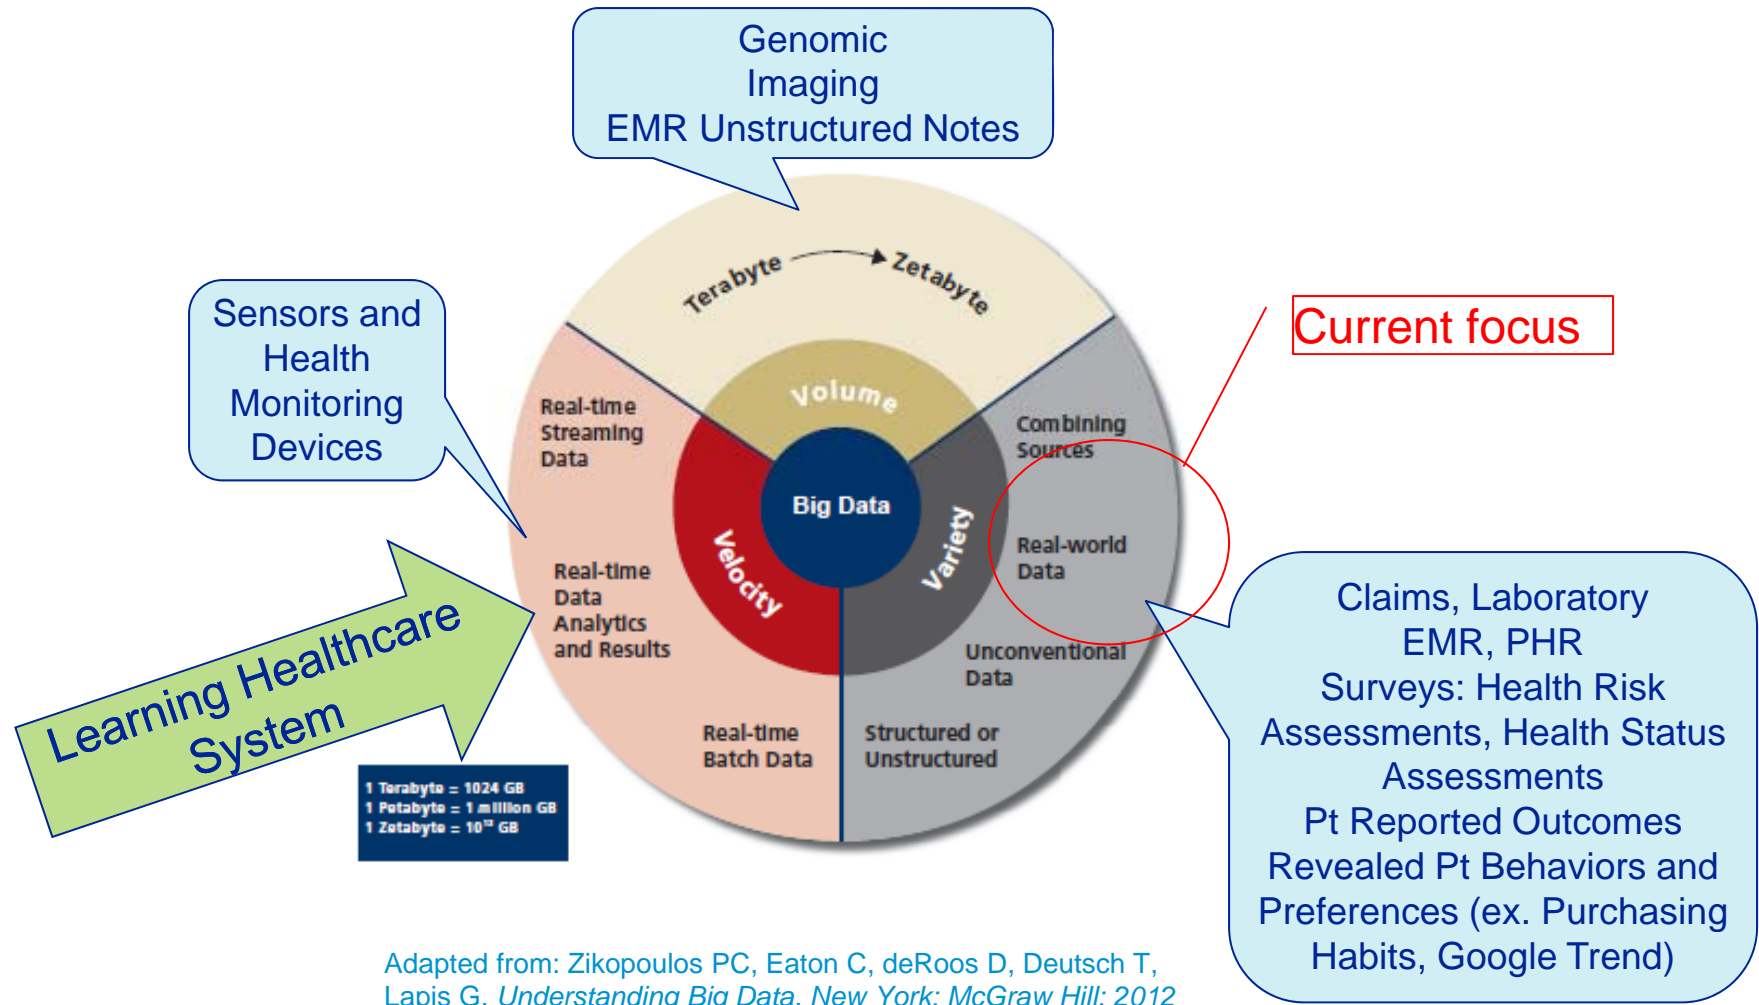 Genomic
Imaging
EMR Unstructured Notes
Terabyte
Zetabyte
Sensors and
Health
Monitoring
Devices
Current focus
Volume
Real-time
Streaming
Data
Combining
Sources
Big Data
Velocity
Variety
Real-world
Data
Real-time
Data
Analytics
and Results
Learning Healthcare
System
Unconventional
Data
Real-time
Batch Data
Structured or
Unstructured
Claims, Laboratory
EMR, PHR
Surveys: Health Risk
Assessments, Health Status
Assessments
Pt Reported Outcomes
Revealed Pt Behaviors and
Preferences (ex. Purchasing
Habits, Google Trend)
1 Terabyte = 1024 GB
1 Petabyte = 1 million GB
1 Zetabyte = GB
Adapted from: Zikopoulos PC, Eaton C, deRoos D, Deutsch T,
Lapis G. Understanding Big Data. New York: McGraw Hill; 2012